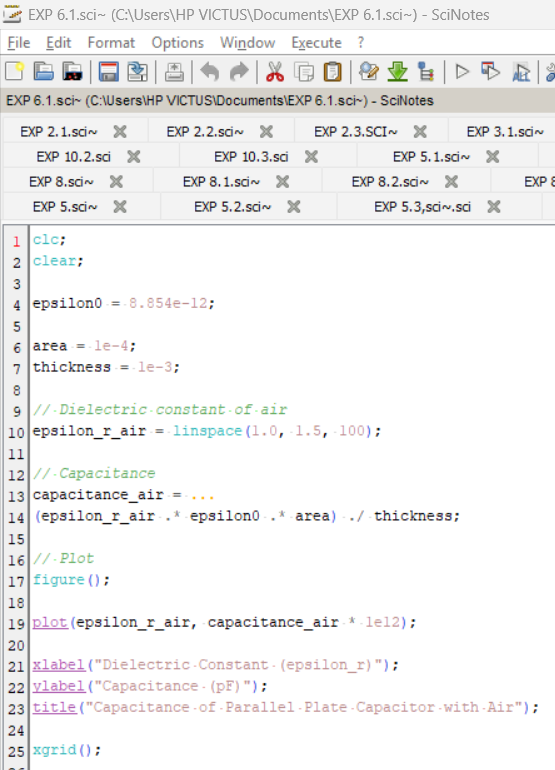 EXP 6.1.sci~ (C:\Users\HP VICTUS\Documents\EXP 6.1.sci~) - SciNotes
File Edit Format Options Window Execute ?
EXP 6.1.sci~ (C:\Users\HP VICTUS\Documents\EXP 6.1.sci~) - SciNotes
EXP 2.1.sci~ EXP 2.2.sci~ EXP 2.3.SCI~ EXP 3.1.sci~
EXP 10.2.sci EXP 10.3.sci EXP 5.1.sci~
EXP 8.sci~ EXP 8.1.sci~ EXP 8.2.sci~ EXP 8
EXP 5.sci~ EXP 5.2.sci~ EXP 5.3,sci~.sci
1 clc;
2 clear;
3
4 epsilon0 = 8.854e-12;
5
6 area = 1e-4;
7 thickness = 1e-3;
8
9 // Dielectric constant of air
10 epsilon_r_air = linspace(1.0, 1.5, 100);
11
12 // Capacitance
13 capacitance_air = ...
14 (epsilon_r_air .* epsilon0 .* area) ./ thickness;
15
16 // Plot
17 figure();
18
19 plot(epsilon_r_air, capacitance_air * 1e12);
20
21 xlabel("Dielectric Constant (epsilon_r)");
22 ylabel("Capacitance (pF)");
23 title("Capacitance of Parallel Plate Capacitor with Air");
24
25 xgrid();